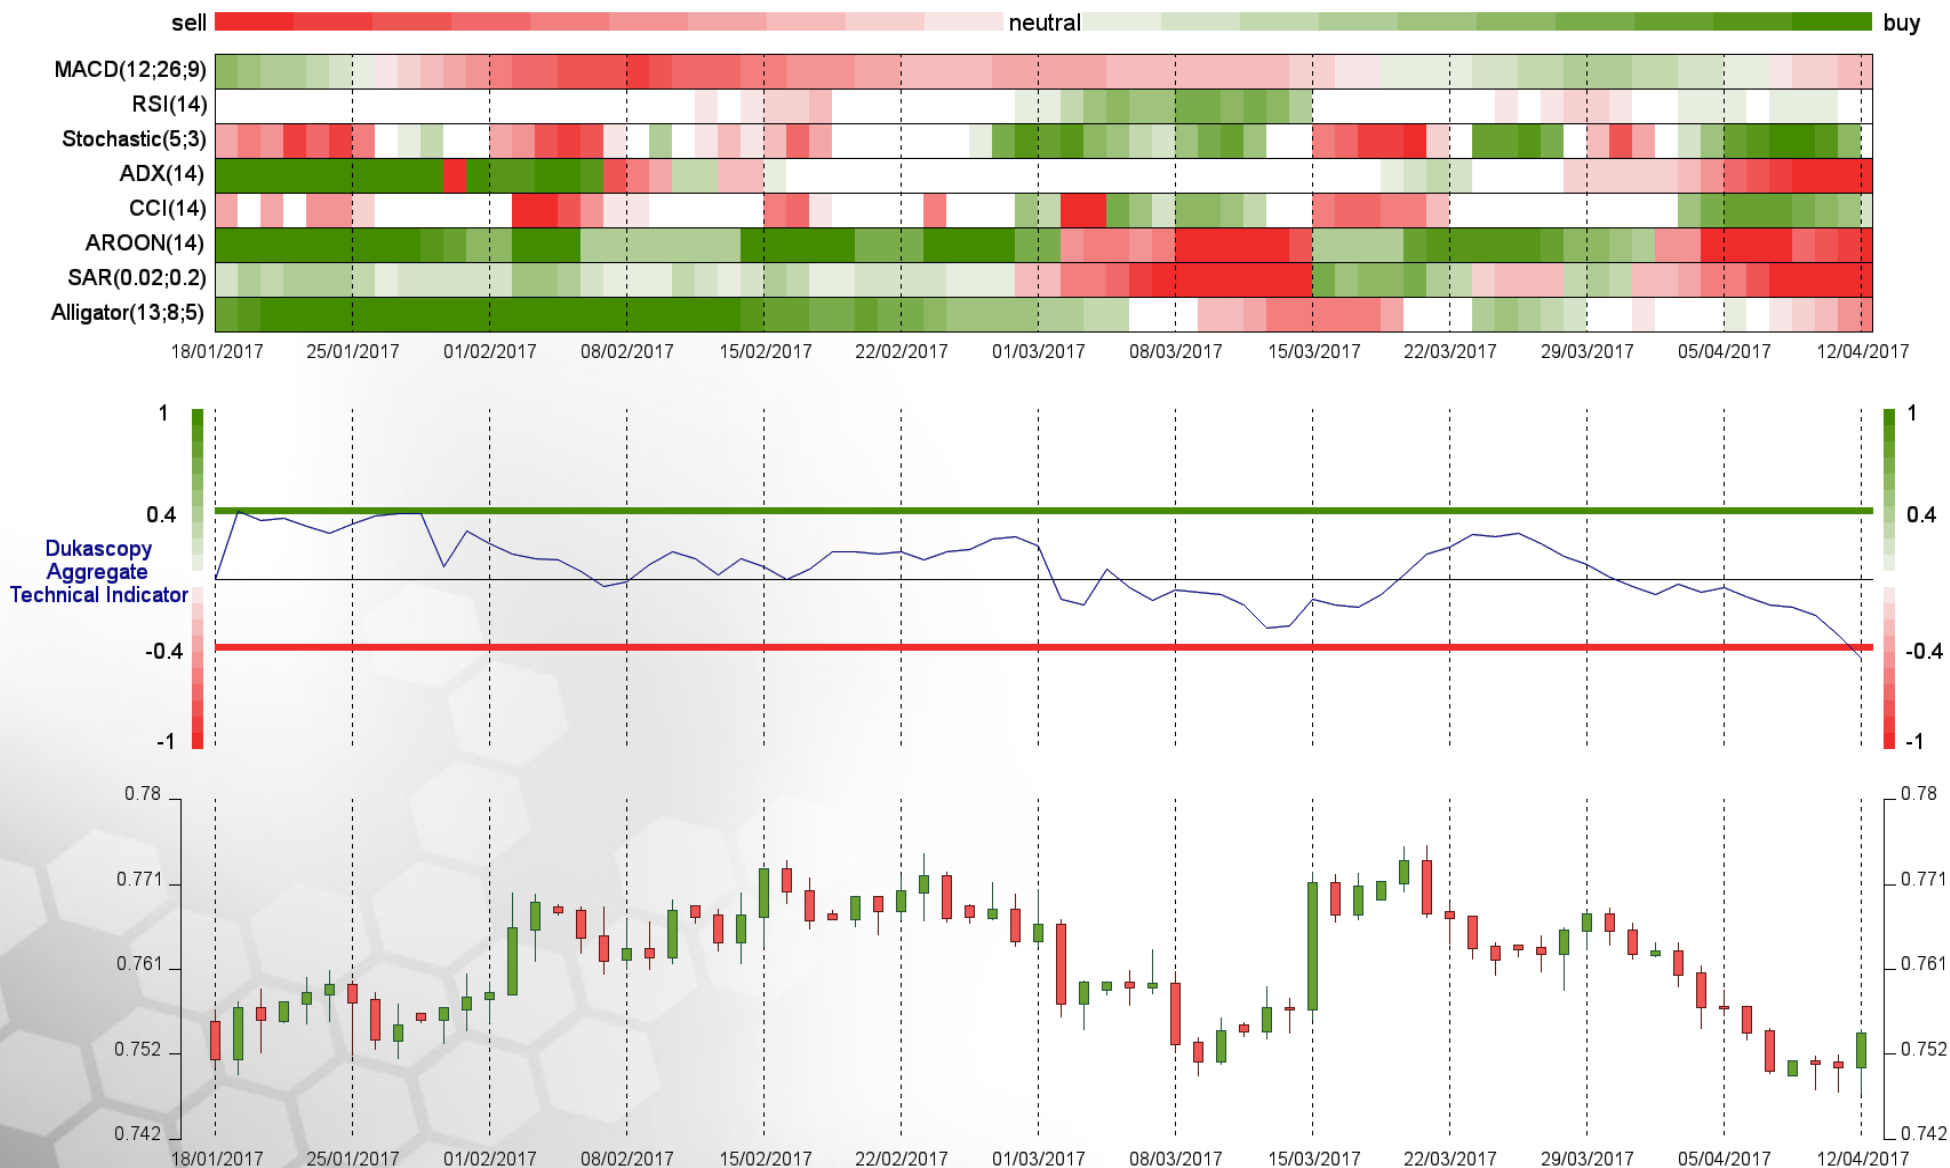 sell neutral buy
MACD(12;26;9)
RSI(14)
Stochastic(5;3)
ADX(14)
CCI(14)
AROON(14)
SAR(0.02;0.2)
Alligator(13;8;5)
18/01/2017 25/01/2017 01/02/2017 08/02/2017 15/02/2017 22/02/2017 01/03/2017 08/03/2017 15/03/2017 22/03/2017 29/03/2017 05/04/2017 12/04/2017
1 1
0.4 0.4
Dukascopy
Aggregate
Technical Indicator
-0.4 -0.4
-1 -1
0.78 0.78
0.771 0.771
0.761 0.761
0.752 0.752
0.742 0.742
18/01/2017 25/01/2017 01/02/2017 08/02/2017 15/02/2017 22/02/2017 01/03/2017 08/03/2017 15/03/2017 22/03/2017 29/03/2017 05/04/2017 12/04/2017